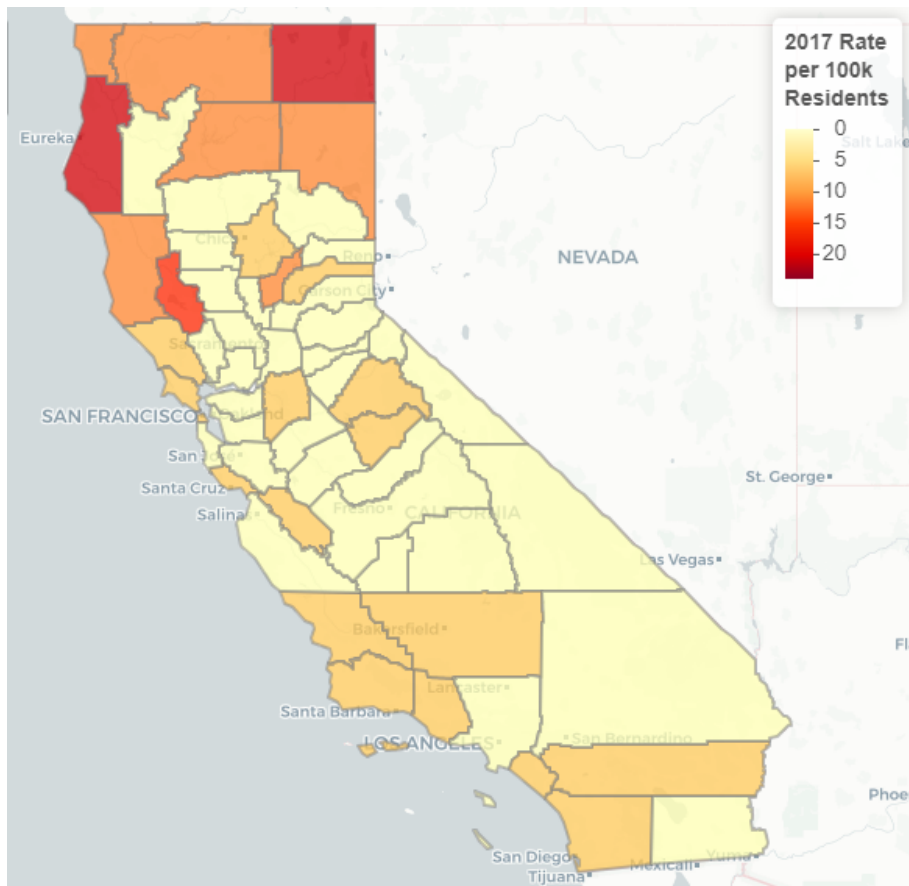 2017 Rate
per 100k
Residents
0
5
10
15
20
Salt Lake
Eureka
Chico
Reno
NEVADA
Carson City
Sacramento
SAN FRANCISCO
Oakland
San José
St. George
Santa Cruz
Salinas
Fresno
CALIFORNIA
Las Vegas
Bakersfield
Fl
Lancaster
Santa Barbara
LOS ANGELES
San Bernardino
Phoe
San Diego
Mexicali
Yuma
Tijuana